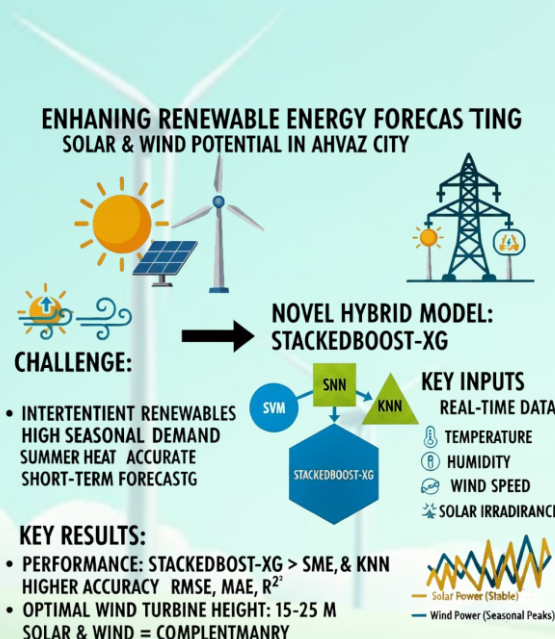 ENHANING RENEWABLE ENERGY FORECAS TING
SOLAR & WIND POTENTIAL IN AHVAZ CITY
CHALLENGE:
• INTERTENTIENT RENEWABLES
HIGH SEASONAL DEMAND
SUMMER HEAT ACCURATE
SHORT-TERM FORECASTG
NOVEL HYBRID MODEL:
STACKEDBOOST-XG
SVM
SNN
KNN
STACKEDBOOST-XG
KEY INPUTS
REAL-TIME DATA
TEMPERATURE
HUMIDITY
WIND SPEED
SOLAR IRRADIRANCE
KEY RESULTS:
• PERFORMANCE: STACKEDBOST-XG > SME, & KNN
HIGHER ACCURACY RMSE, MAE, R²²
• OPTIMAL WIND TURBINE HEIGHT: 15-25 M
SOLAR & WIND = COMPLENTMANRY
Solar Power (Stable)
Wind Power (Seasonal Peaks)